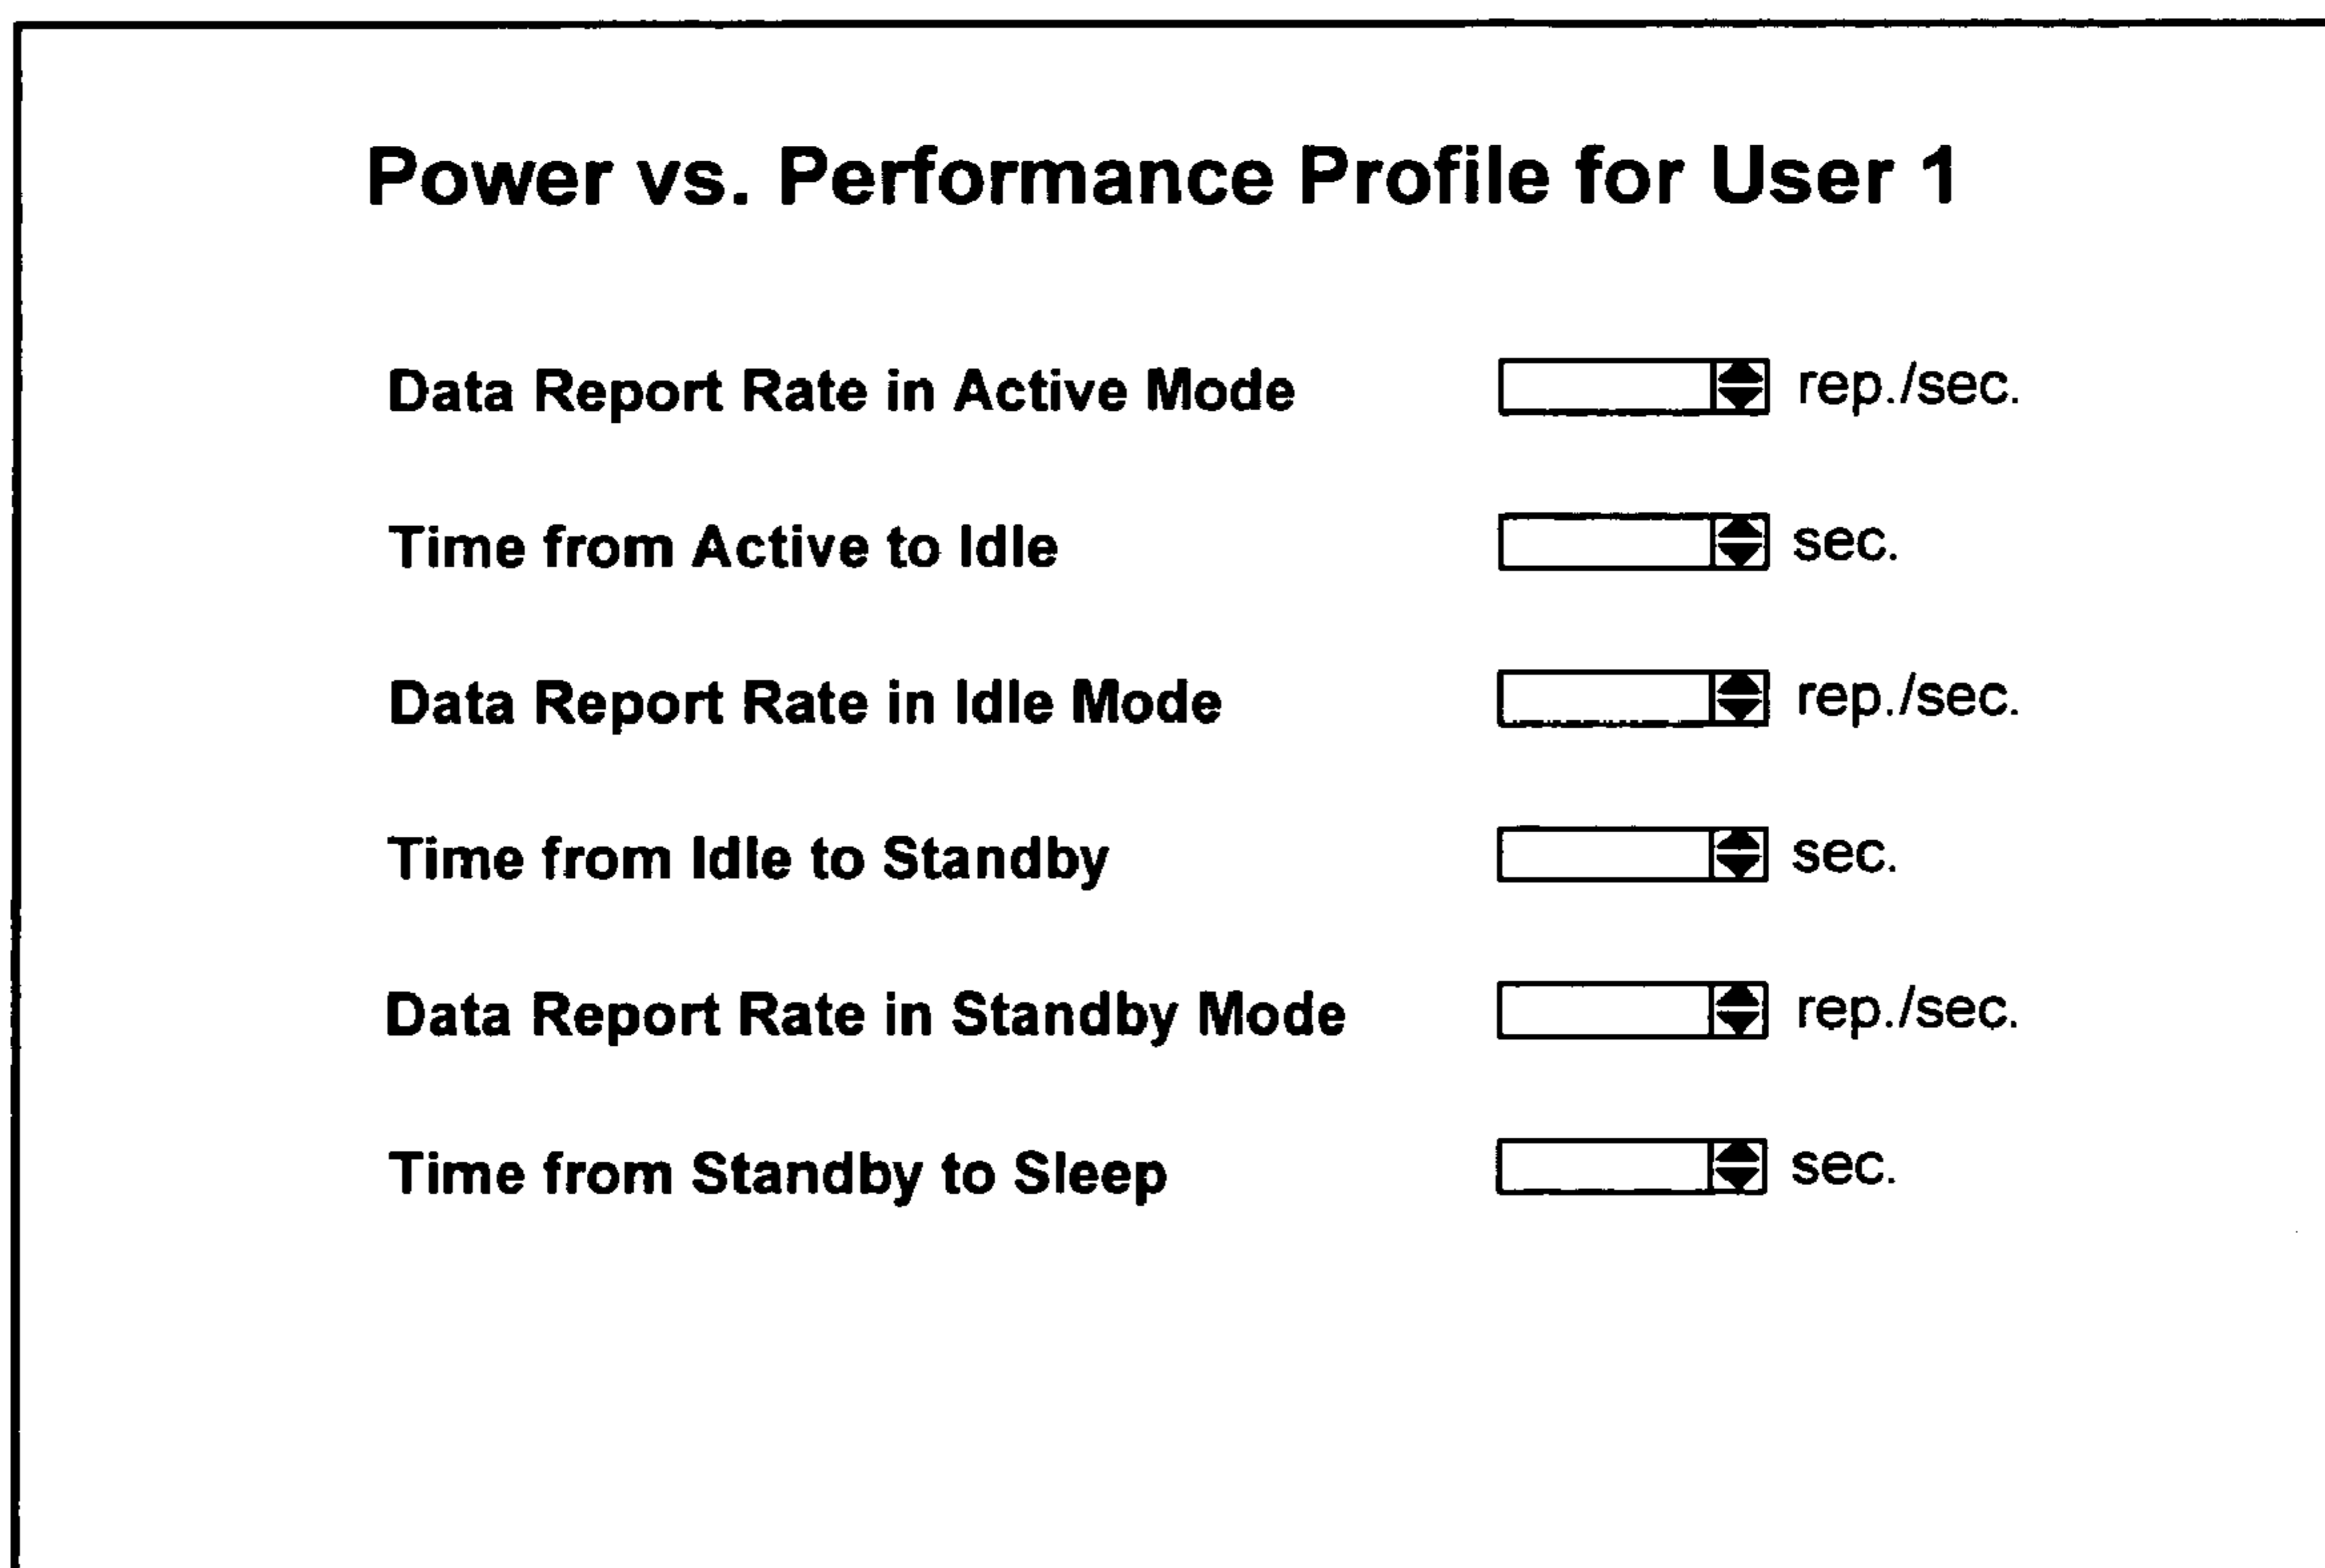 Power vs. Performance Profile for User 1
Data Report Rate in Active Mode rep./sec.
Time from Active to Idle sec.
Data Report Rate in Idle Mode rep./sec.
Time from Idle to Standby sec.
Data Report Rate in Standby Mode rep./sec.
Time from Standby to Sleep sec.